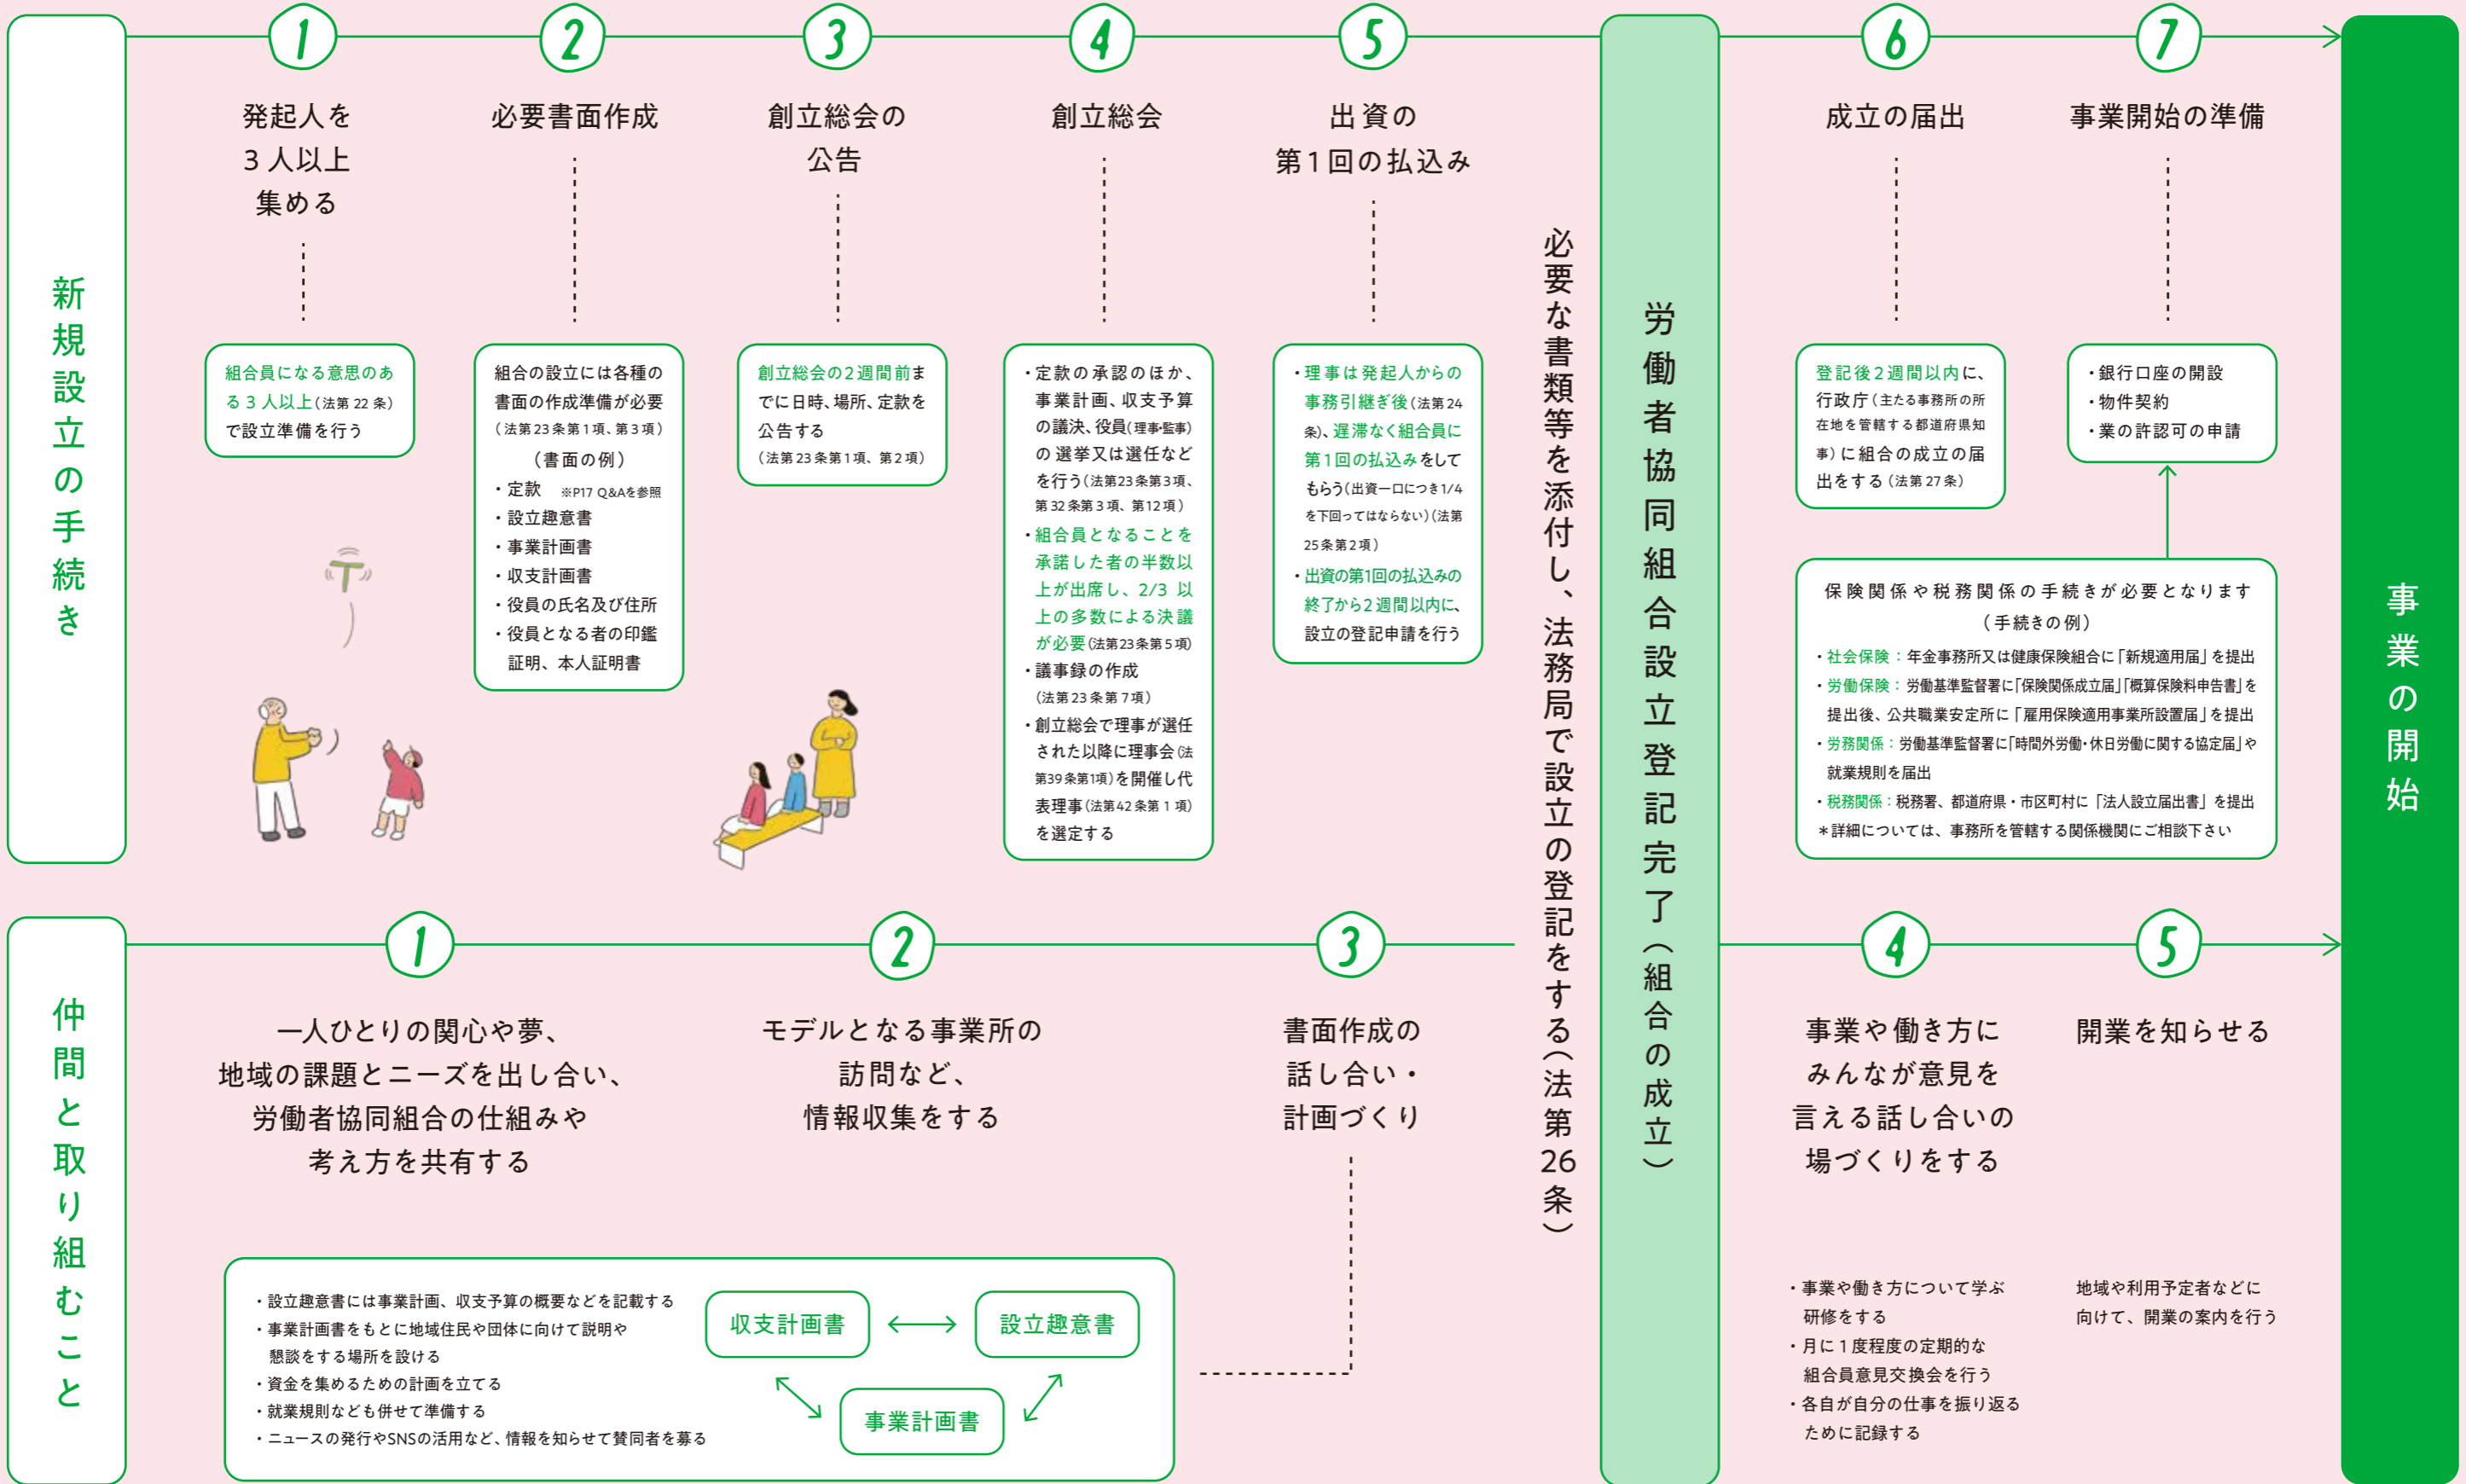 新規設立の手続き
1
発起人を
3人以上
集める
組合員になる意思のあ
る3人以上(法第22条)
で設立準備を行う
2
必要書面作成
組合の設立には各種の
書面の作成準備が必要
(法第23条第1項、第3項)
(書面の例)
・定款 ※P17 Q&Aを参照
・設立趣意書
・事業計画書
・収支計画書
・役員の氏名及び住所
・役員となる者の印鑑
証明、本人証明書
3
創立総会の
公告
創立総会の2週間前ま
でに日時、場所、定款を
公告する
(法第23条第1項、第2項)
4
創立総会
・定款の承認のほか、
事業計画、収支予算
の議決、役員(理事・監事)
の選挙又は選任など
を行う(法第23条第3項、
第32条第3項、第12項)
・組合員となることを
承諾した者の半数以
上が出席し、2/3 以
上の多数による決議
が必要(法第23条第5項)
・議事録の作成
(法第23条第7項)
・創立総会で理事が選任
された以降に理事会(法
第39条第1項)を開催し代
表理事(法第42条第1項)
を選定する
5
出資の
第1回の払込み
・理事は発起人からの
事務引継ぎ後(法第24
条)、遅滞なく組合員に
第1回の払込みをして
もらう(出資一口につき1/4
を下回ってはならない)(法第
25条第2項)
・出資の第1回の払込みの
終了から2週間以内に、
設立の登記申請を行う
必要な書類等を添付し、法務局で設立の登記をする(法第26条)
労働者協同組合設立登記完了(組合の成立)
6
成立の届出
登記後2週間以内に、
行政庁(主たる事務所の所
在地を管轄する都道府県知
事)に組合の成立の届
出をする(法第27条)
7
事業開始の準備
・銀行口座の開設
・物件契約
・業の許認可の申請
保険関係や税務関係の手続きが必要となります
(手続きの例)
・社会保険：年金事務所又は健康保険組合に「新規適用届」を提出
・労働保険：労働基準監督署に「保険関係成立届」「概算保険料申告書」を
提出後、公共職業安定所に「雇用保険適用事業所設置届」を提出
・労務関係：労働基準監督署に「時間外労働・休日労働に関する協定届」や
就業規則を届出
・税務関係：税務署、都道府県・市区町村に「法人設立届出書」を提出
＊詳細については、事務所を管轄する関係機関にご相談下さい
事業の開始
仲間と取り組むこと
1
一人ひとりの関心や夢、
地域の課題とニーズを出し合い、
労働者協同組合の仕組みや
考え方を共有する
2
モデルとなる事業所の
訪問など、
情報収集をする
3
書面作成の
話し合い・
計画づくり
・設立趣意書には事業計画、収支予算の概要などを記載する
・事業計画書をもとに地域住民や団体に向けて説明や
懇談をする場所を設ける
・資金を集めるための計画を立てる
・就業規則なども併せて準備する
・ニュースの発行やSNSの活用など、情報を知らせて賛同者を募る
収支計画書
設立趣意書
事業計画書
4
事業や働き方に
みんなが意見を
言える話し合いの
場づくりをする
・事業や働き方について学ぶ
研修をする
・月に1度程度の定期的な
組合員意見交換会を行う
・各自が自分の仕事を振り返る
ために記録する
5
開業を知らせる
地域や利用予定者などに
向けて、開業の案内を行う